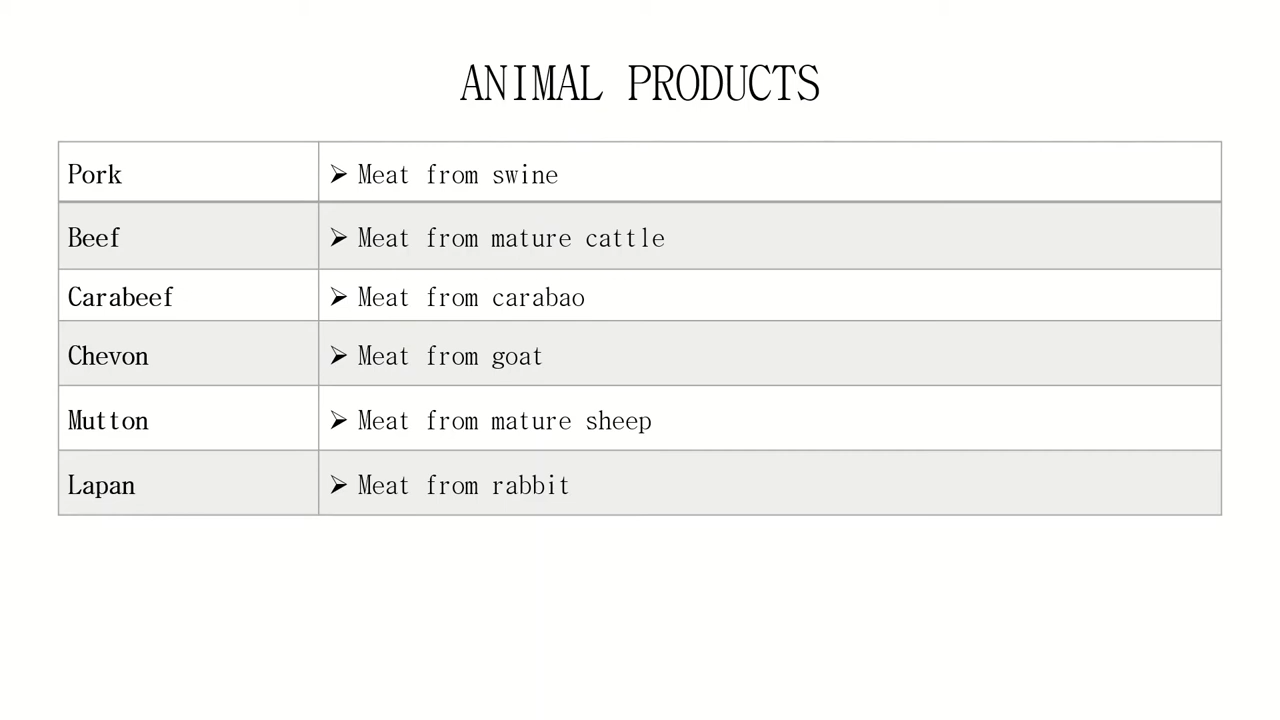 ANIMAL PRODUCTS
Pork ➢ Meat from swine
Beef ➢ Meat from mature cattle
Carabeef ➢ Meat from carabao
Chevon ➢ Meat from goat
Mutton ➢ Meat from mature sheep
Lapan ➢ Meat from rabbit